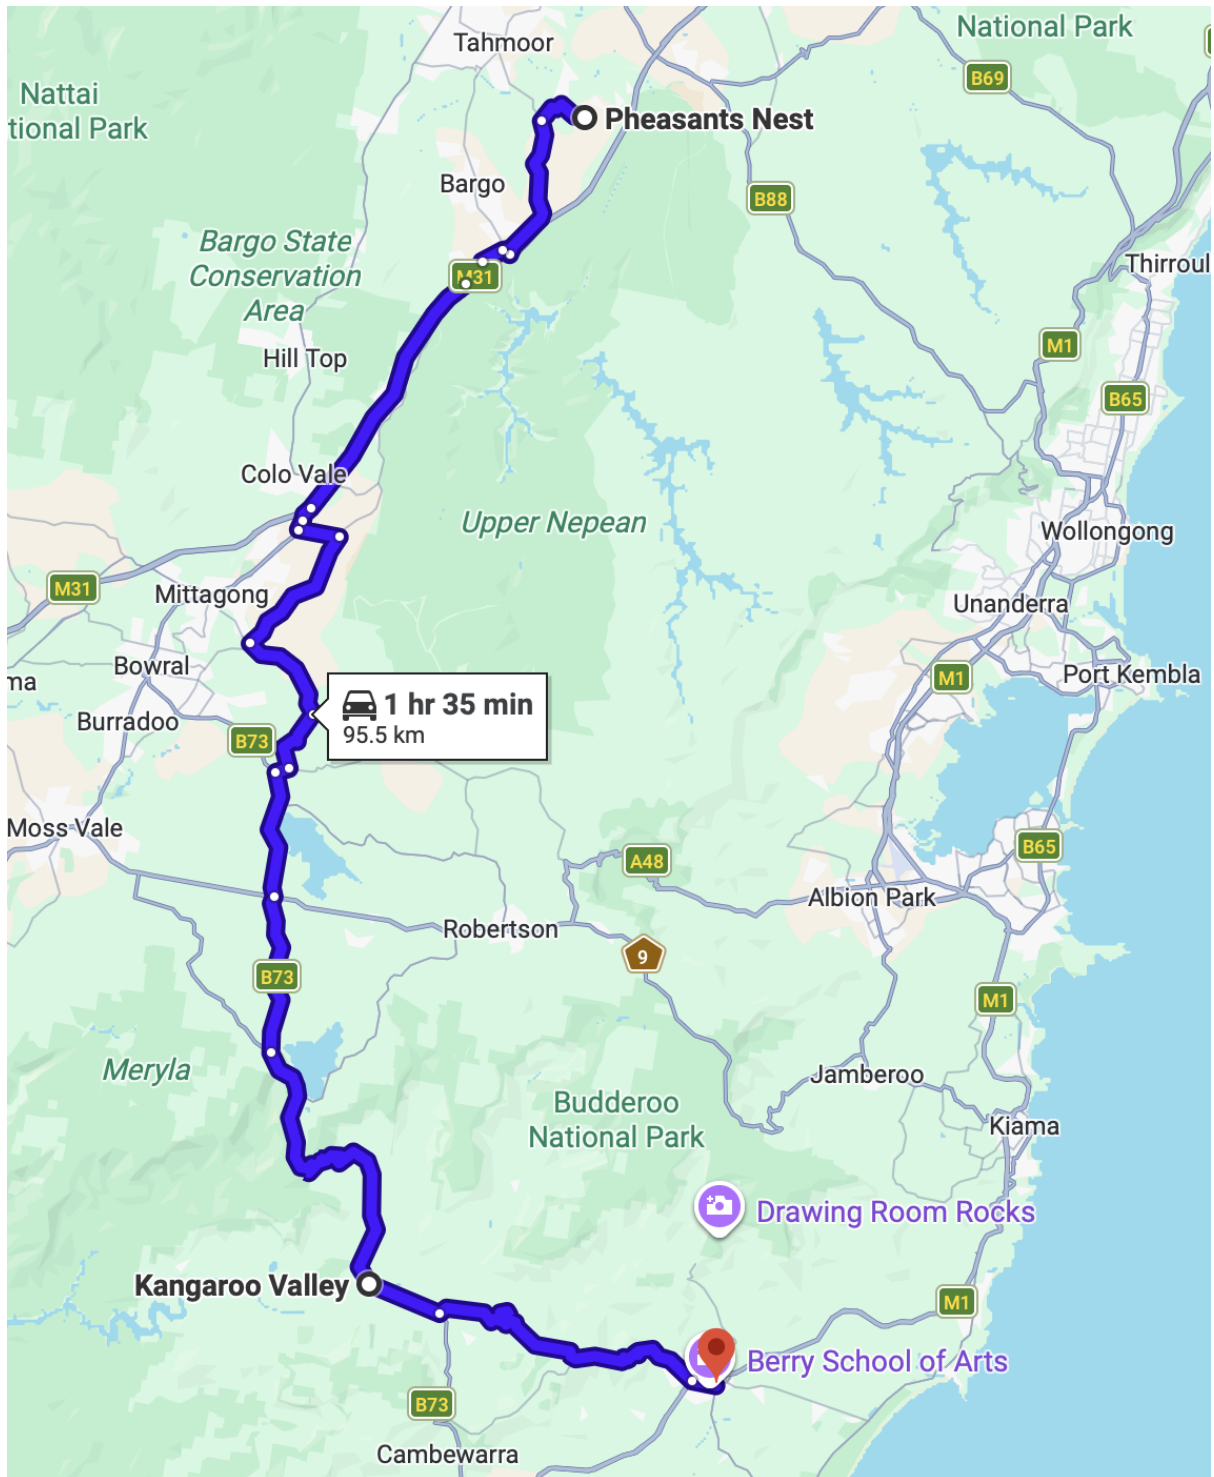 National Park
Tahmoor
B69
Nattai
tional Park
Pheasants Nest
Bargo
B88
Bargo State
Conservation
Area
M31
Thirroul
Hill Top
M1
B65
Colo Vale
Upper Nepean
Wollongong
M31
Mittagong
Unanderra
Bowral
M1
Port Kembla
ma
1 hr 35 min
95.5 km
Burradoo
B73
Moss Vale
B65
A48
Albion Park
Robertson
9
B73
M1
Meryla
Jamberoo
Budderoo
National Park
Kiama
Drawing Room Rocks
Kangaroo Valley
M1
Berry School of Arts
B73
Cambewarra